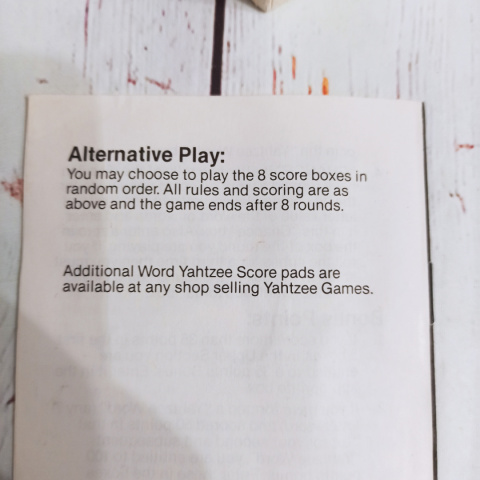 Alternative Play:
You may choose to play the 8 score boxes in
random order. All rules and scoring are as
above and the game ends after 8 rounds.
Additional Word Yahtzee Score pads are
available at any shop selling Yahtzee Games.